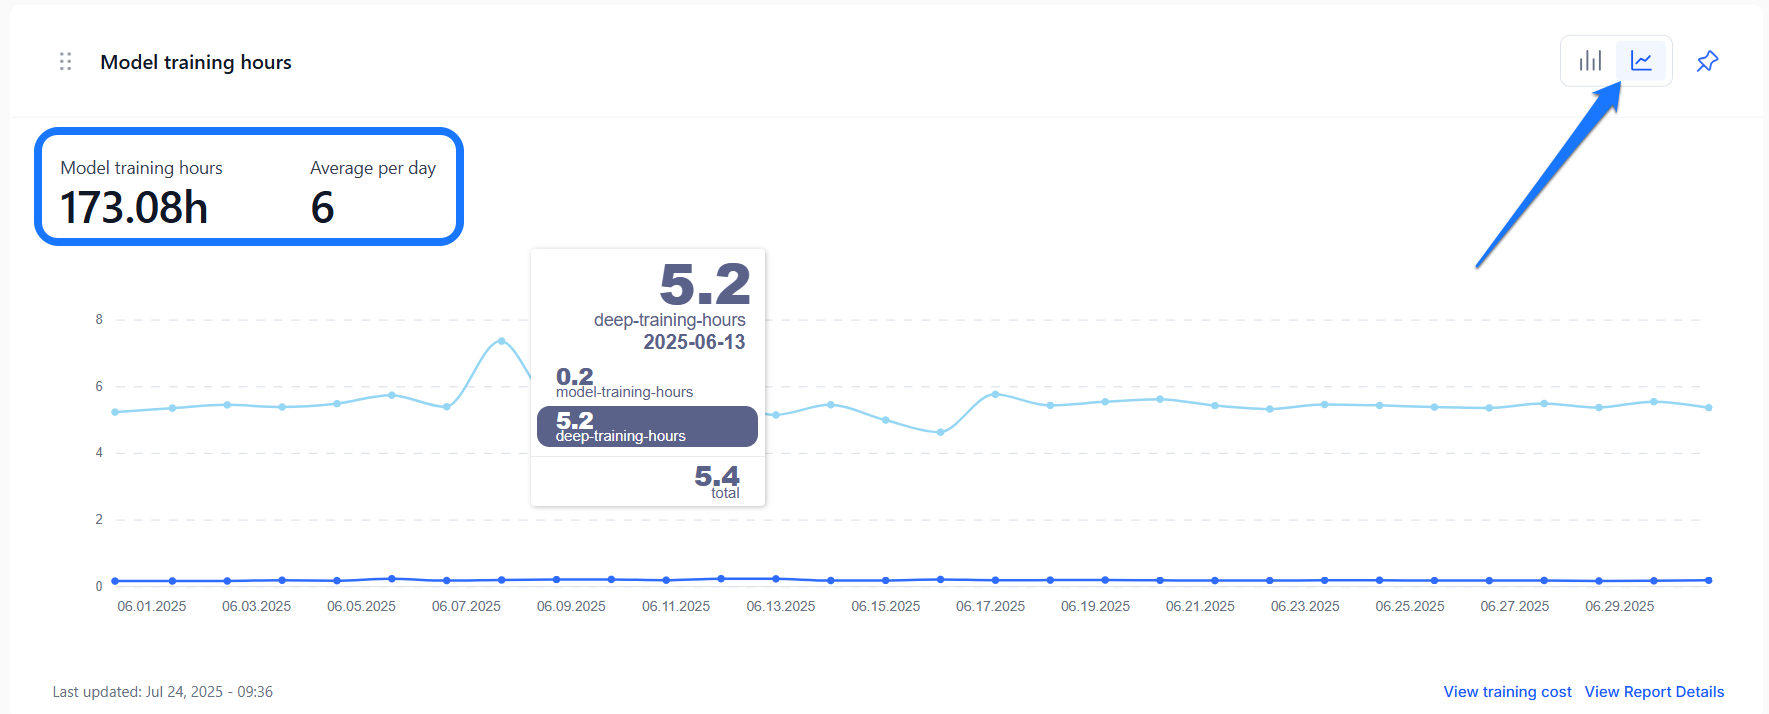 Model training hours
Model training hours Average per day
173.08h 6
5.2
deep-training-hours
2025-06-13
0.2
model-training-hours
5.2
deep-training-hours
5.4
total
8
6
4
2
0
06.01.2025 06.03.2025 06.05.2025 06.07.2025 06.09.2025 06.11.2025 06.13.2025 06.15.2025 06.17.2025 06.19.2025 06.21.2025 06.23.2025 06.25.2025 06.27.2025 06.29.2025
Last updated: Jul 24, 2025 - 09:36 View training cost View Report Details